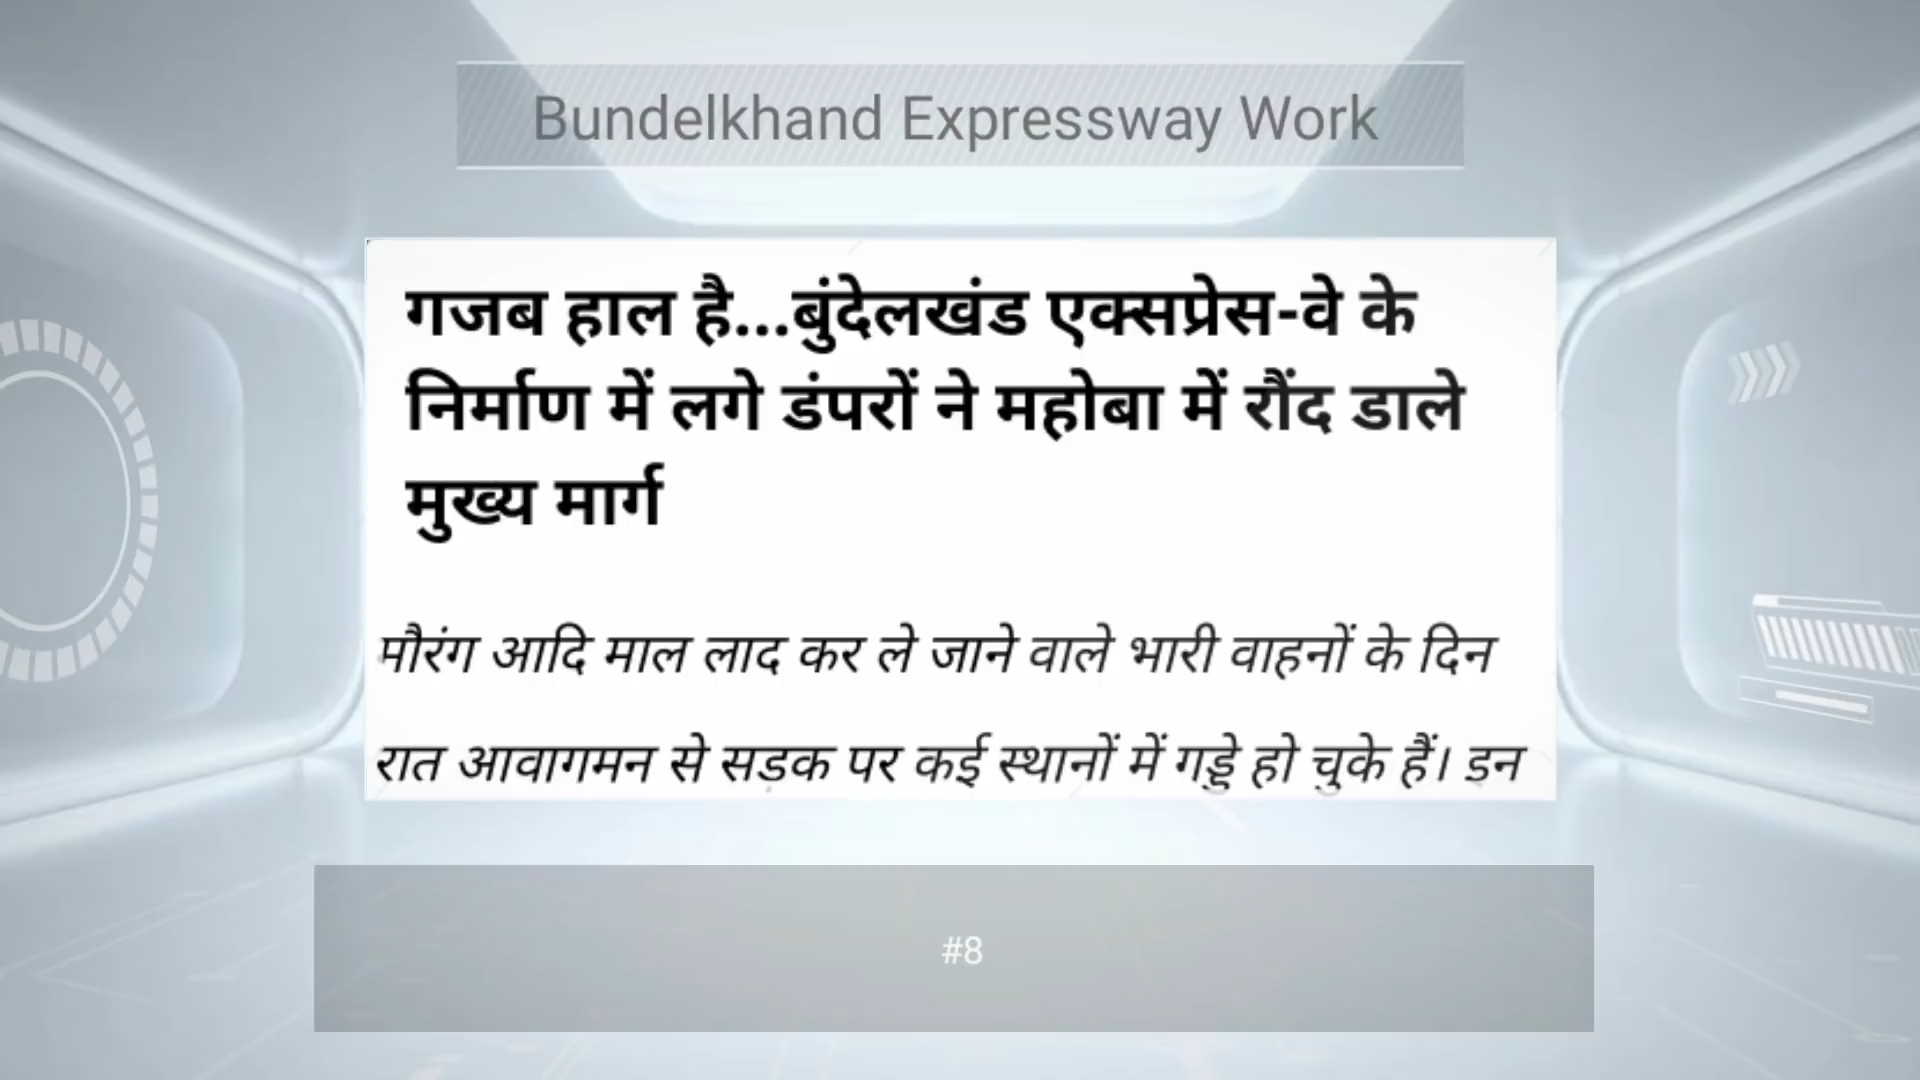 Bundelkhand Expressway Work
गजब हाल है...बुंदेलखंड एक्सप्रेस-वे के
निर्माण में लगे डंपरों ने महोबा में रौंद डाले
मुख्य मार्ग
मौरंग आदि माल लाद कर ले जाने वाले भारी वाहनों के दिन
रात आवागमन से सड़क पर कई स्थानों में गड्ढे हो चुके हैं। इन
#8